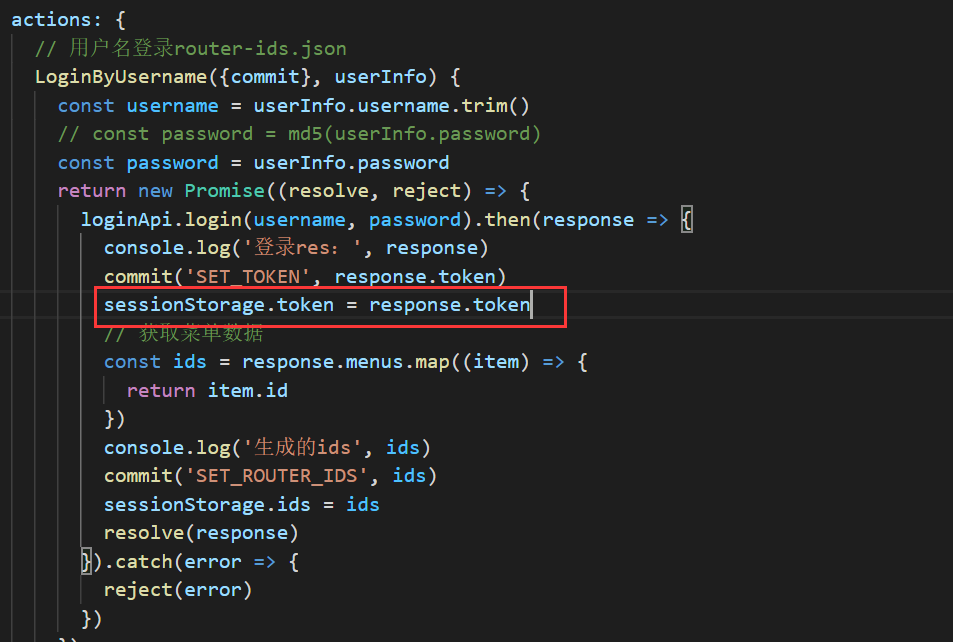 actions: {
// 用户名登录router-ids.json
LoginByUsername({commit}, userInfo) {
const username = userInfo.username.trim()
// const password = md5(userInfo.password)
const password = userInfo.password
return new Promise((resolve, reject) => {
loginApi.login(username, password).then(response => {
console.log('登录res：', response)
commit('SET_TOKEN', response.token)
sessionStorage.token = response.token
// 获取菜单数据
const ids = response.menus.map((item) => {
return item.id
})
console.log('生成的ids', ids)
commit('SET_ROUTER_IDS', ids)
sessionStorage.ids = ids
resolve(response)
}).catch(error => {
reject(error)
})
})